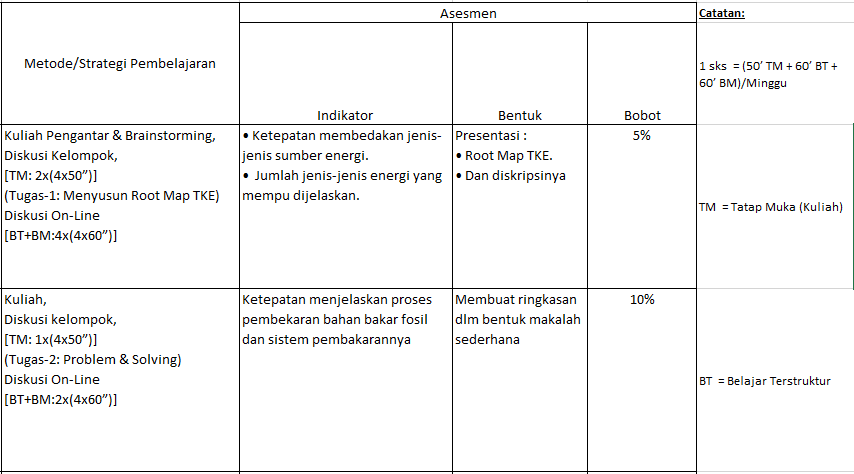 Asesmen
Catatan:
Metode/Strategi Pembelajaran
Indikator
Bentuk
Bobot
1 sks = (50’ TM + 60’ BT +
60’ BM)/Minggu
Kuliah Pengantar & Brainstorming,
Diskusi Kelompok,
[TM: 2x(4x50”)]
(Tugas-1: Menyusun Root Map TKE)
Diskusi On-Line
[BT+BM:4x(4x60”)]
• Ketepatan membedakan jenis-
jenis sumber energi.
• Jumlah jenis-jenis energi yang
mempu dijelaskan.
Presentasi :
• Root Map TKE.
• Dan diskripsinya
5%
TM = Tatap Muka (Kuliah)
Kuliah,
Diskusi kelompok,
[TM: 1x(4x50”)]
(Tugas-2: Problem & Solving)
Diskusi On-Line
[BT+BM:2x(4x60”)]
Ketepatan menjelaskan proses
pembekaran bahan bakar fosil
dan sistem pembakarannya
Membuat ringkasan
dlm bentuk makalah
sederhana
10%
BT = Belajar Terstruktur